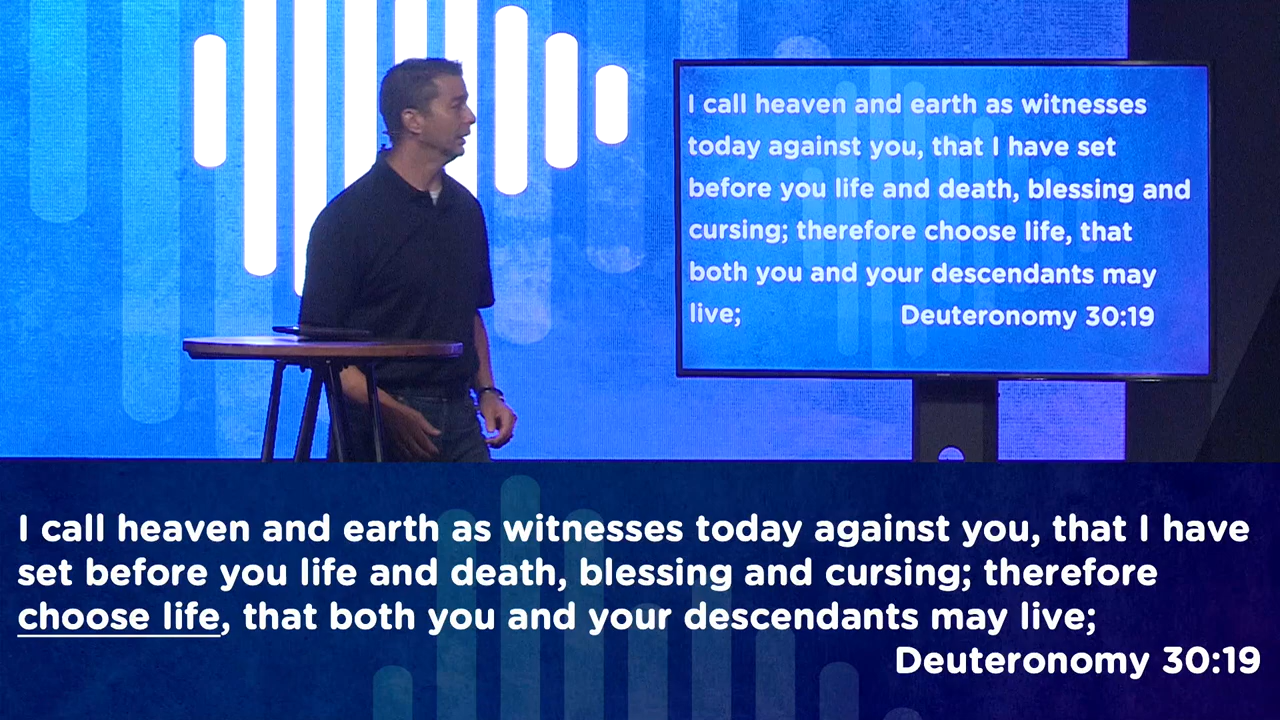 I call heaven and earth as witnesses
today against you, that I have set
before you life and death, blessing and
cursing; therefore choose life, that
both you and your descendants may
live; Deuteronomy 30:19
I call heaven and earth as witnesses today against you, that I have
set before you life and death, blessing and cursing; therefore
choose life, that both you and your descendants may live;
Deuteronomy 30:19